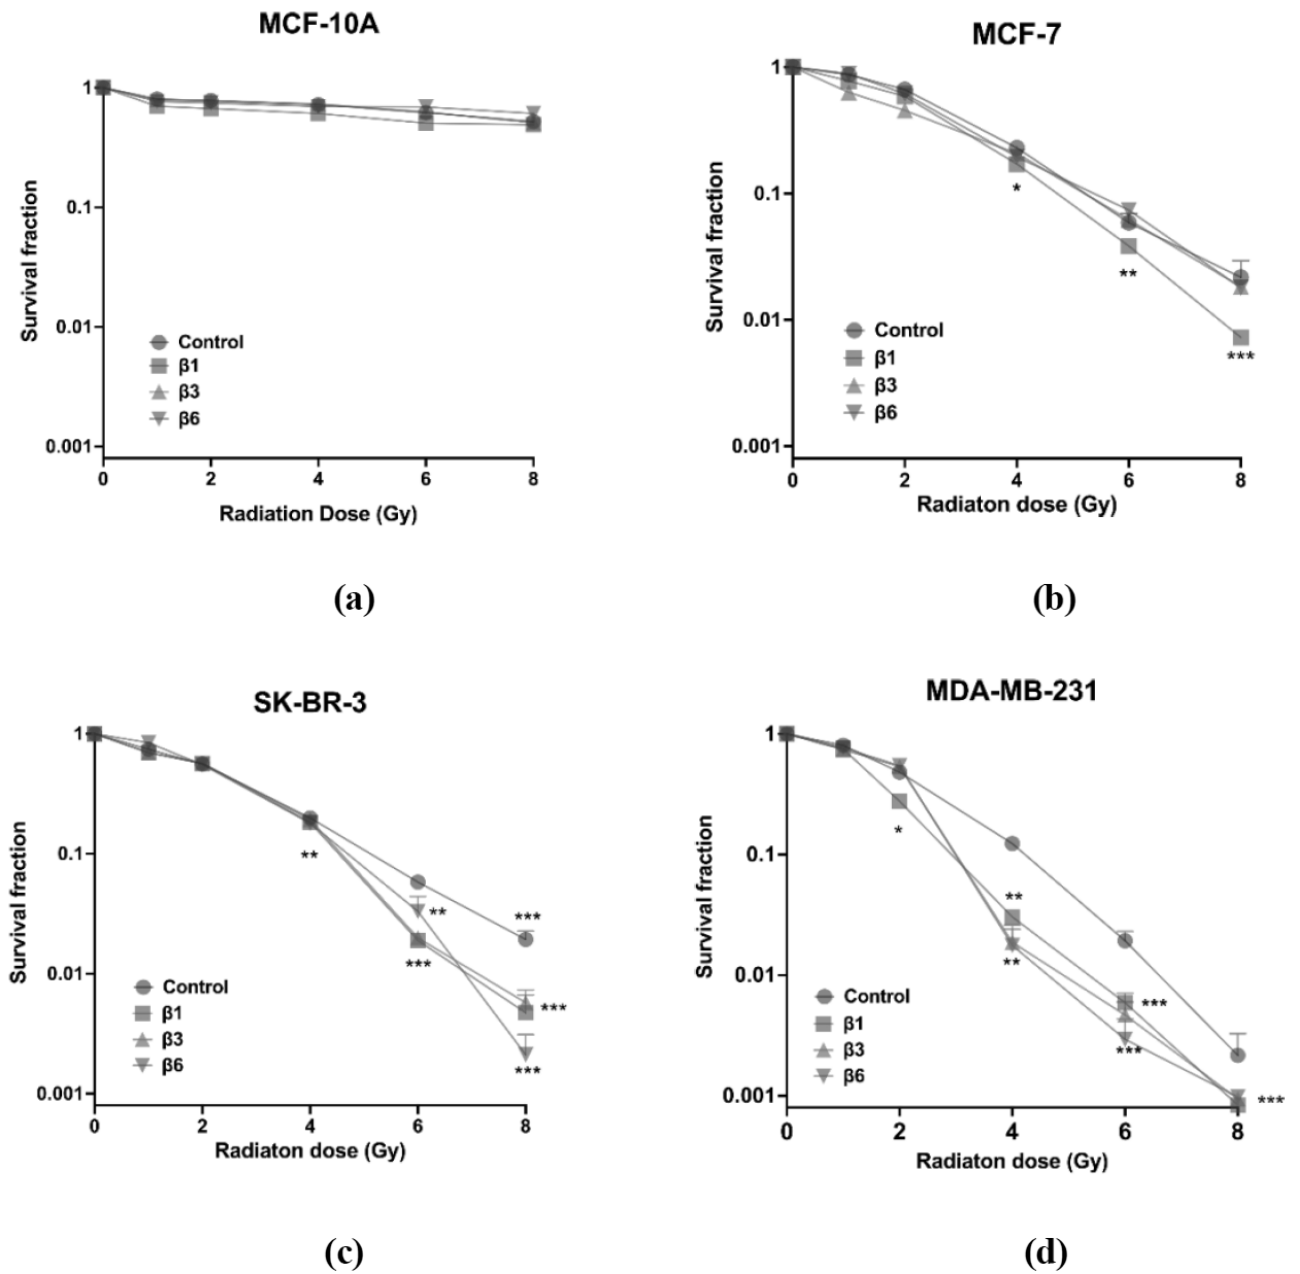 MCF-10A
1
0.1
0.01
0.001
Survival fraction
Control
β1
β3
β6
0 2 4 6 8
Radiation Dose (Gy)
(a)
MCF-7
1
0.1
0.01
0.001
Survival fraction
Control
β1
β3
β6
*
**
***
0 2 4 6 8
Radiaton dose (Gy)
(b)
SK-BR-3
1
0.1
0.01
0.001
Survival fraction
Control
β1
β3
β6
**
**
***
***
***
***
0 2 4 6 8
Radiaton dose (Gy)
(c)
MDA-MB-231
1
0.1
0.01
0.001
Survival fraction
Control
β1
β3
β6
*
**
**
***
***
***
0 2 4 6 8
Radiaton dose (Gy)
(d)